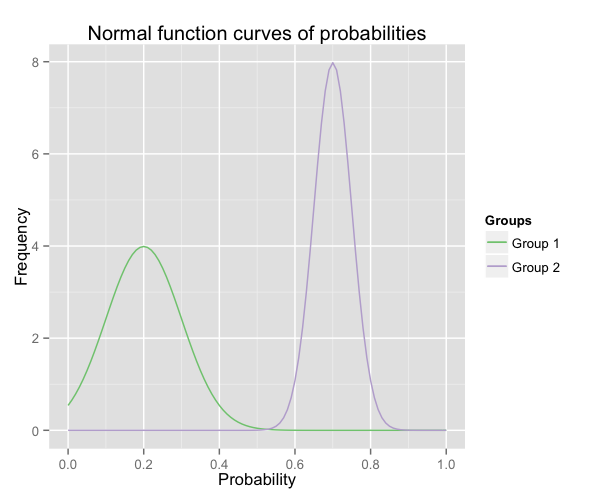 Normal function curves of probabilities
8
6
4
2
0
Frequency
0.0 0.2 0.4 0.6 0.8 1.0
Probability
Groups
Group 1
Group 2